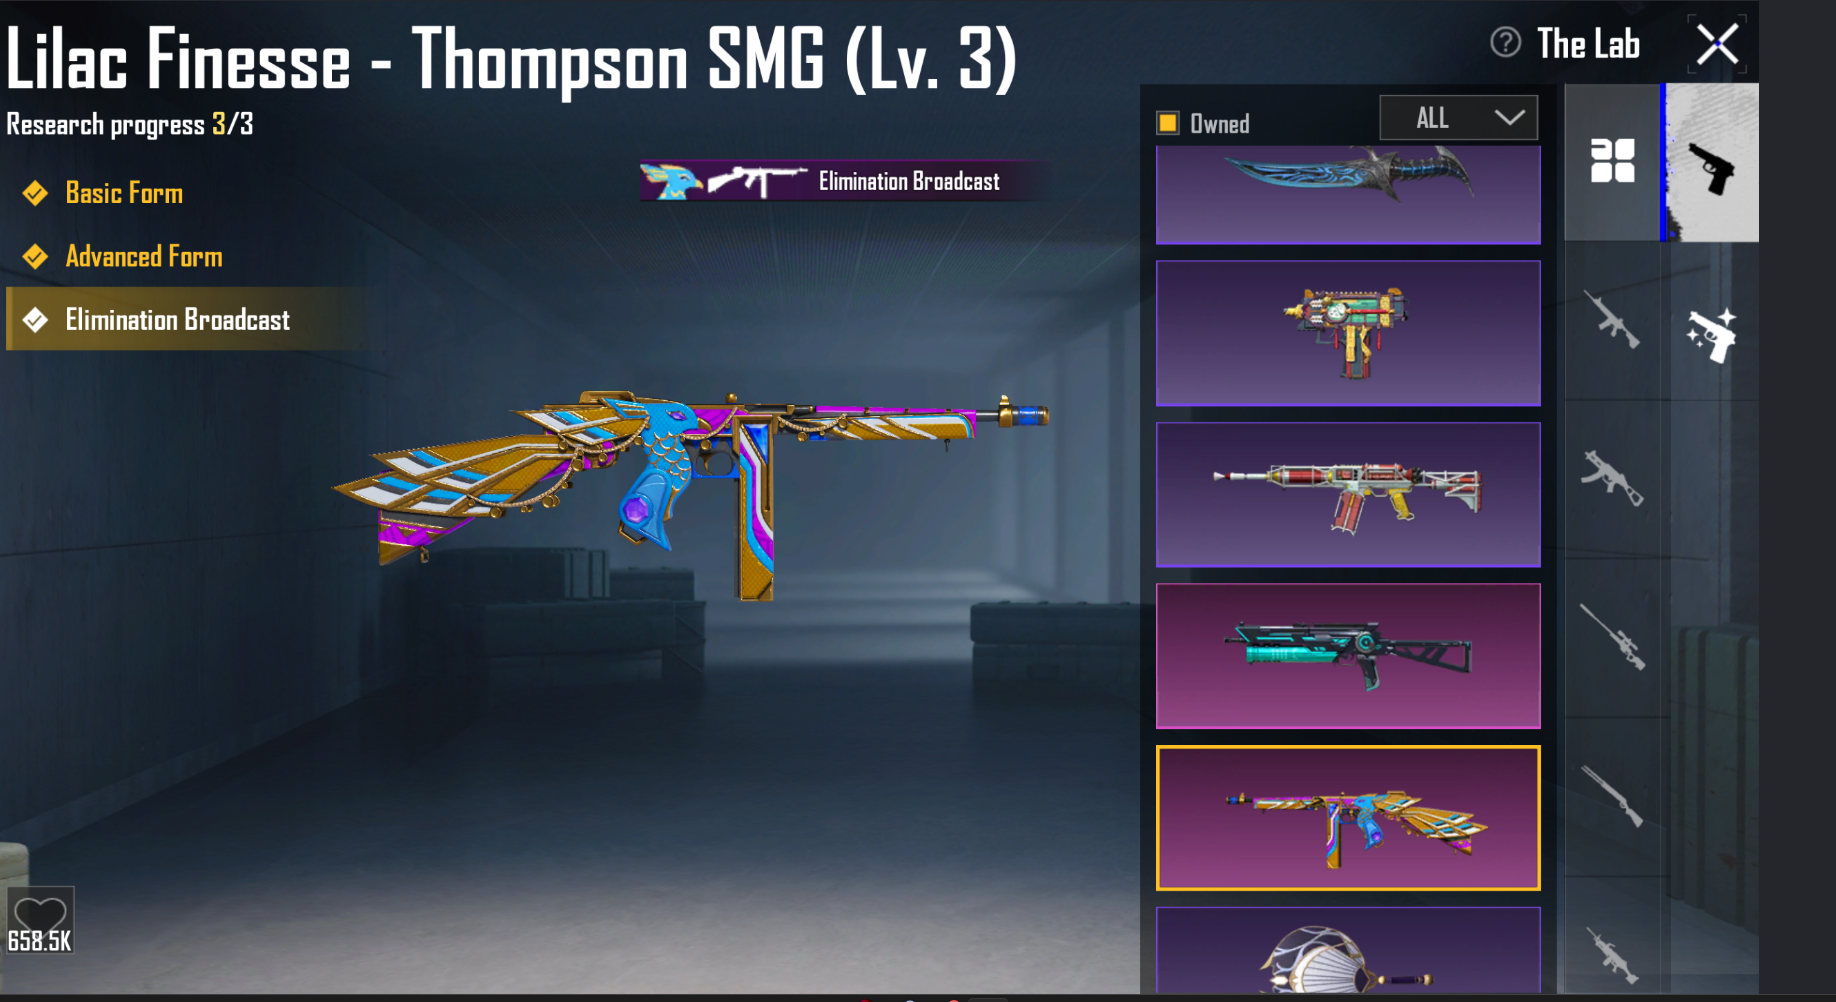 Lilac Finesse - Thompson SMG (Lv. 3)
Research progress 3/3
Basic Form
Advanced Form
Elimination Broadcast
Elimination Broadcast
? The Lab
Owned
ALL
658.5K